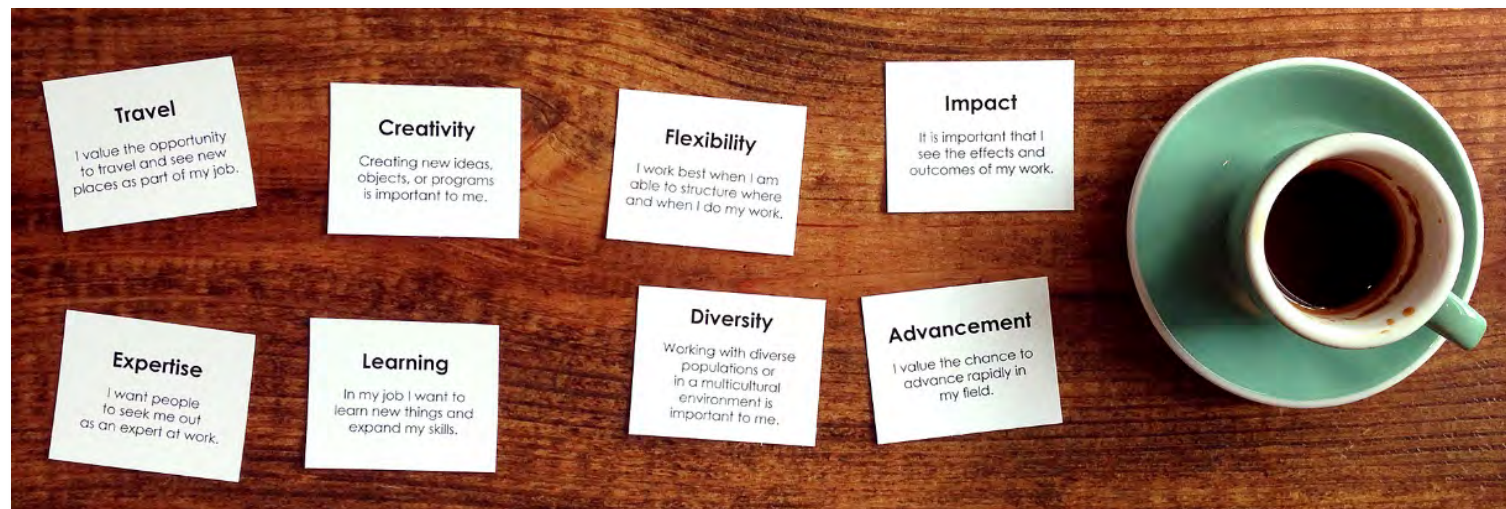 Travel
I value the opportunity
to travel and see new
places as part of my job.
Creativity
Creating new ideas,
objects, or programs
is important to me.
Flexibility
I work best when I am
able to structure where
and when I do my work.
Impact
It is important that I
see the effects and
outcomes of my work.
Expertise
I want people
to seek me out
as an expert at work.
Learning
In my job I want to
learn new things and
expand my skills.
Diversity
Working with diverse
populations or
in a multicultural
environment is
important to me.
Advancement
I value the chance to
advance rapidly in
my field.